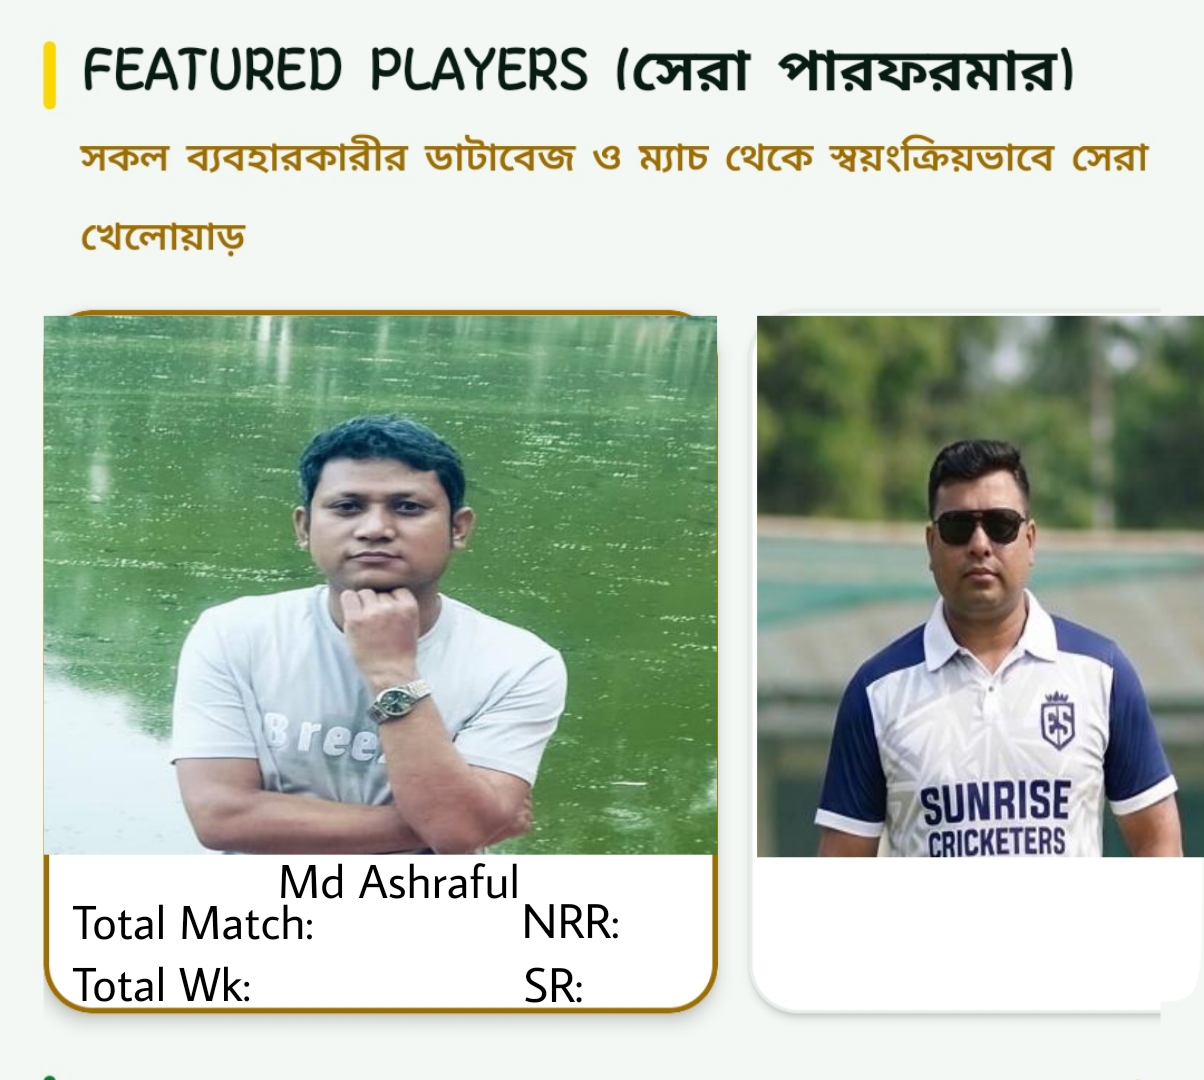 FEATURED PLAYERS (সেরা পারফরমার)
সকল ব্যবহারকারীর ডাটাবেজ ও ম্যাচ থেকে স্বয়ংক্রিয়ভাবে সেরা
খেলোয়াড়
Bree
SUNRISE
CRICKETERS
Md Ashraful
Total Match: NRR:
Total Wk: SR: